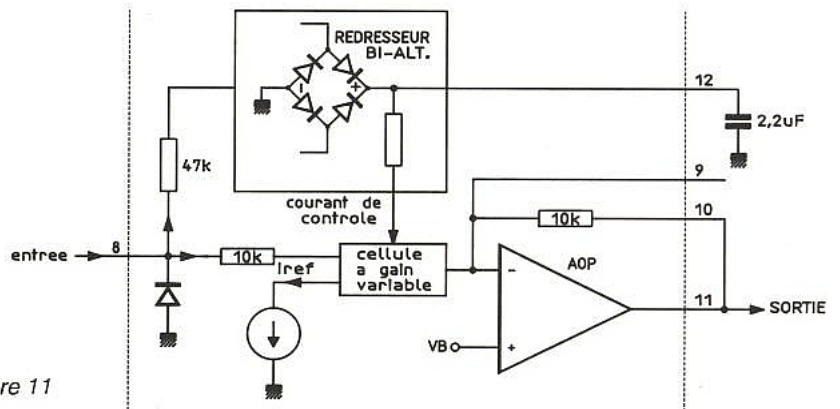 REDRESSEUR
BI-ALT.
12
2,2uF
47k
9
courant de
controle
10
10k
entree
8
10k
Iref
cellule
a gain
variable
AOP
-
11
SORTIE
VB
+
re 11